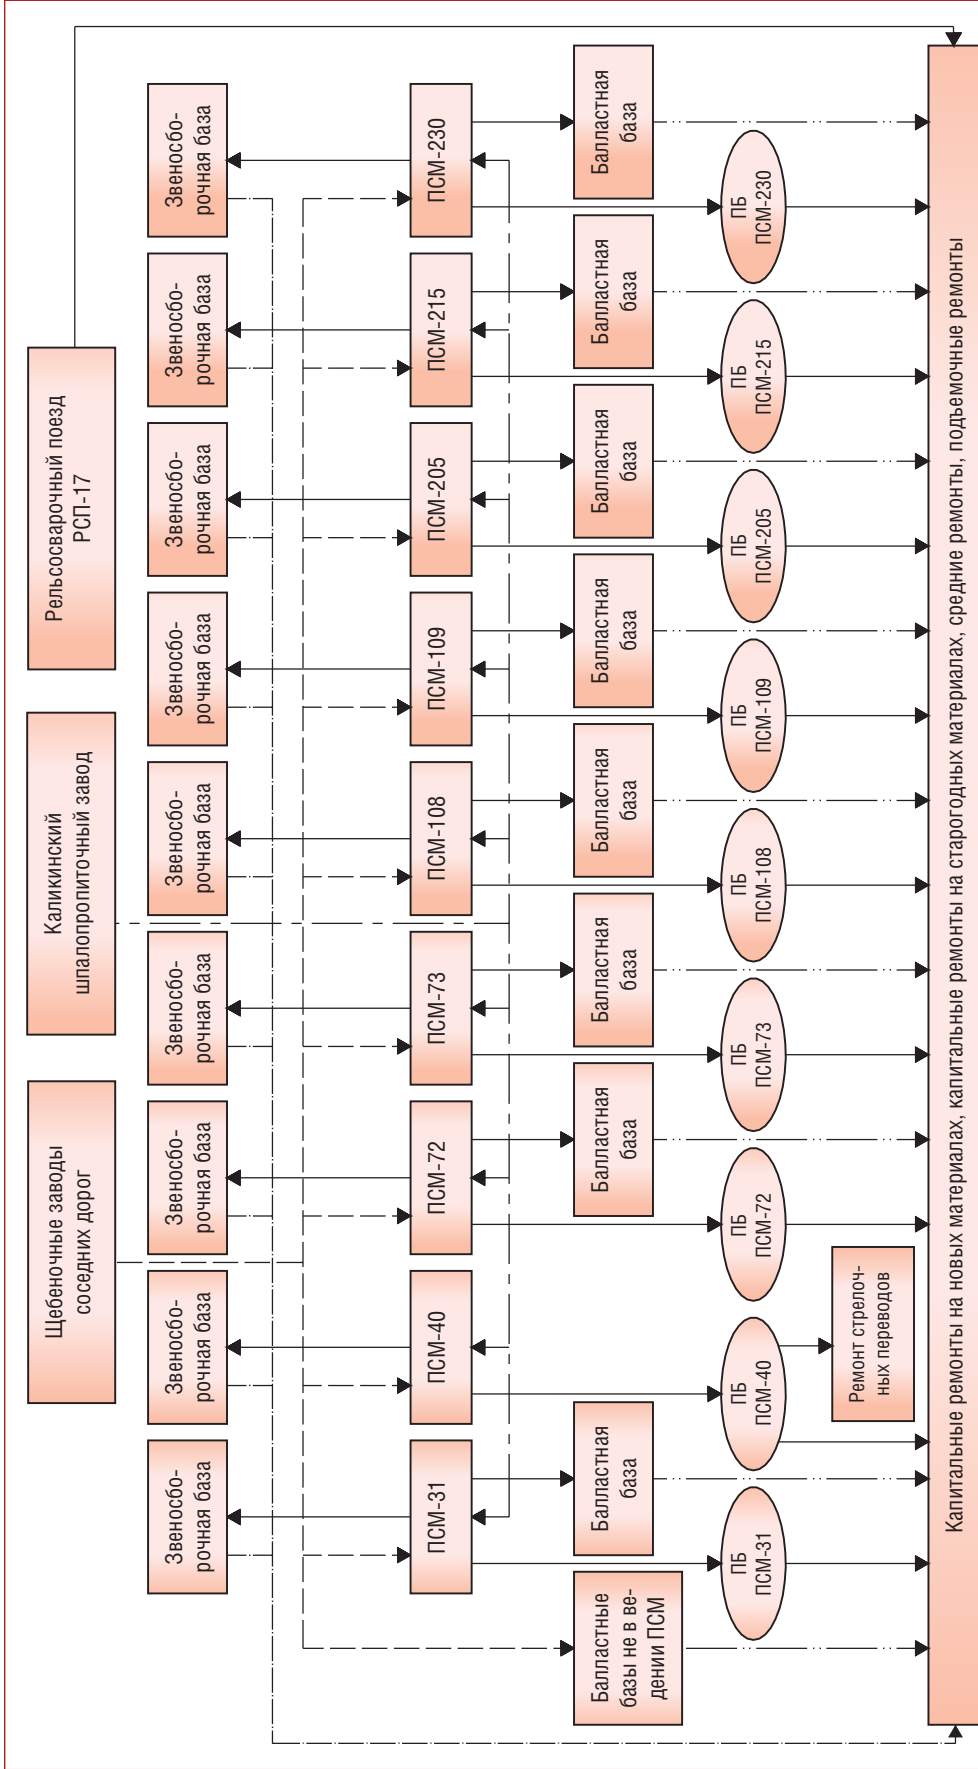 Щебеночные заводы
соседних дорог
Каликинский
шпалопропиточный завод
Рельсосварочный поезд
РСП-17
Звеносбо-
рочная база
Звеносбо-
рочная база
Звеносбо-
рочная база
Звеносбо-
рочная база
Звеносбо-
рочная база
Звеносбо-
рочная база
Звеносбо-
рочная база
Звеносбо-
рочная база
Звеносбо-
рочная база
ПСМ-31
ПСМ-40
ПСМ-72
ПСМ-73
ПСМ-108
ПСМ-109
ПСМ-205
ПСМ-215
ПСМ-230
Балластные
базы не в ве-
дении ПСМ
Балластная
база
Балластная
база
Балластная
база
Балластная
база
Балластная
база
Балластная
база
Балластная
база
Балластная
база
ПБ
ПСМ-31
ПБ
ПСМ-40
ПБ
ПСМ-72
ПБ
ПСМ-73
ПБ
ПСМ-108
ПБ
ПСМ-109
ПБ
ПСМ-205
ПБ
ПСМ-215
ПБ
ПСМ-230
Ремонт стрелоч-
ных переводов
Капитальные ремонты на новых материалах, капитальные ремонты на старогодных материалах, средние ремонты, подъемочные ремонты